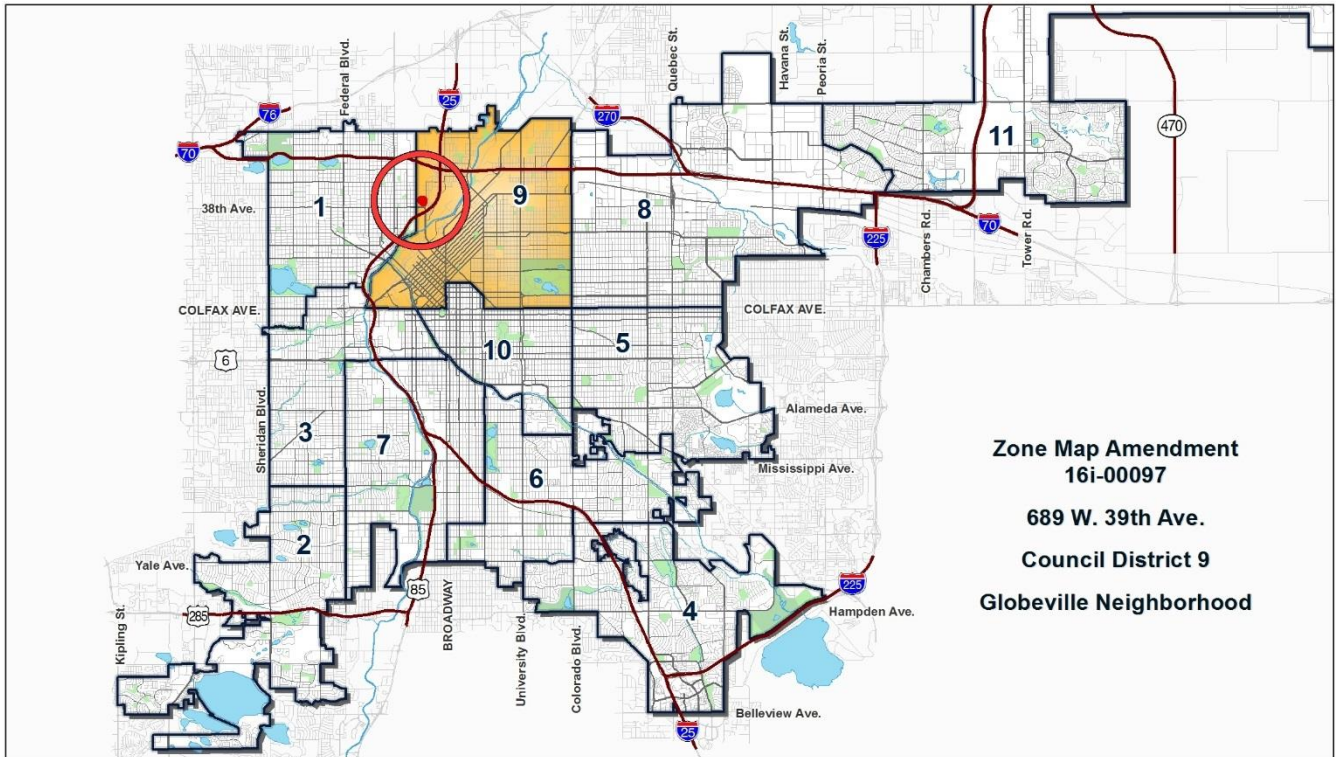 Federal Blvd.
Quebec St.
Havana St.
Peoria St.
76
25
270
470
70
11
1
9
8
38th Ave.
225
70
Chambers Rd.
Tower Rd.
COLFAX AVE.
COLFAX AVE.
6
10
5
Sheridan Blvd.
3
7
Alameda Ave.
Mississippi Ave.
6
2
Yale Ave.
285
85
Kipling St.
BROADWAY
University Blvd.
Colorado Blvd.
4
225
Hampden Ave.
Belleview Ave.
25
Zone Map Amendment
16i-00097
689 W. 39th Ave.
Council District 9
Globeville Neighborhood